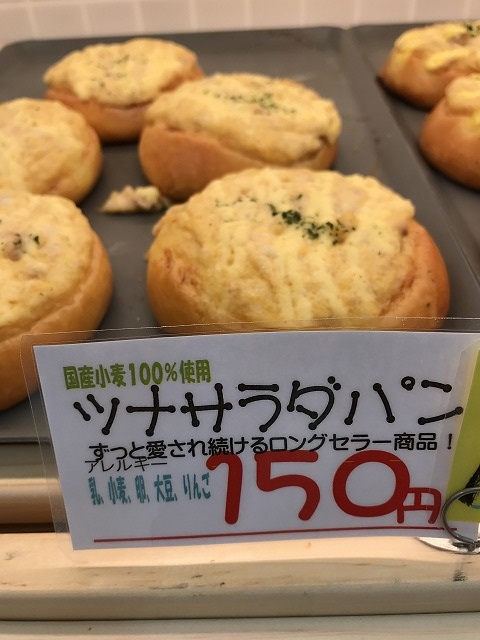 国産小麦100%使用
ツナサラダパン
ずっと愛され続けるロングセラー商品!
アレルギー
乳、小麦、卵、大豆、りんご
150円